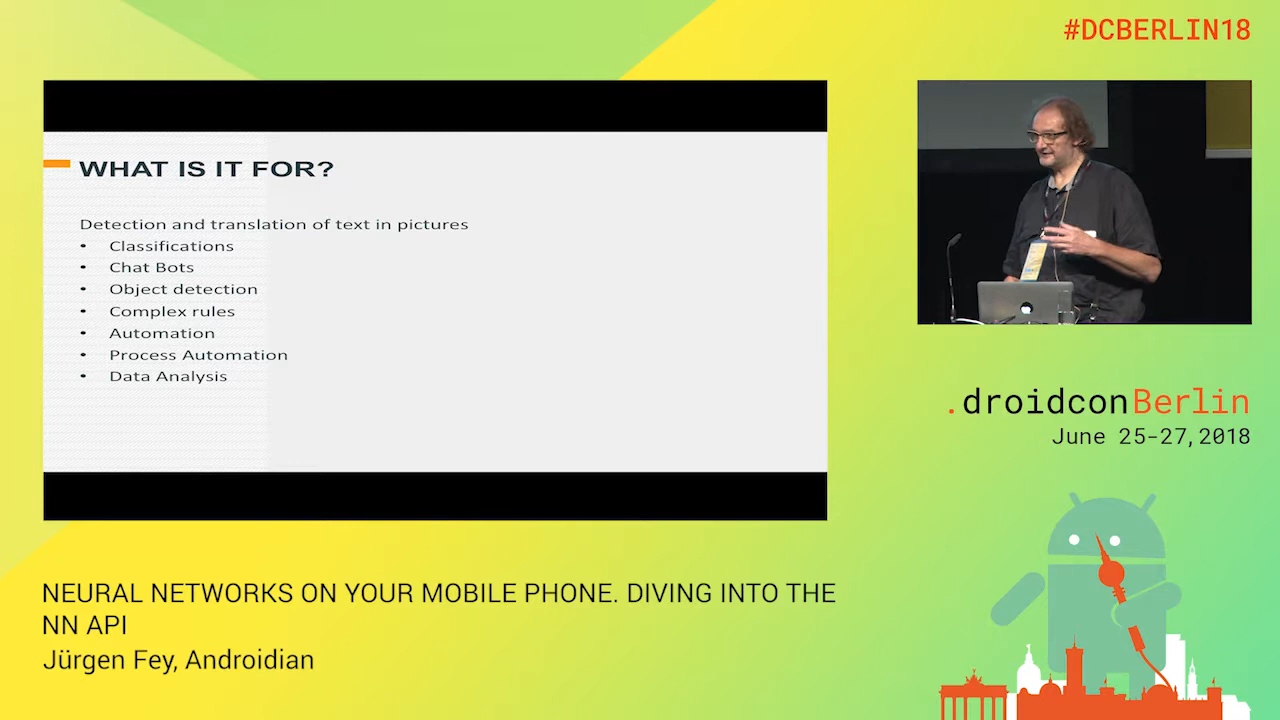 #DCBERLIN18
WHAT IS IT FOR?
Detection and translation of text in pictures
• Classifications
• Chat Bots
• Object detection
• Complex rules
• Automation
• Process Automation
• Data Analysis
.droidconBerlin
June 25-27, 2018
NEURAL NETWORKS ON YOUR MOBILE PHONE. DIVING INTO THE
NN API
Jürgen Fey, Androidian